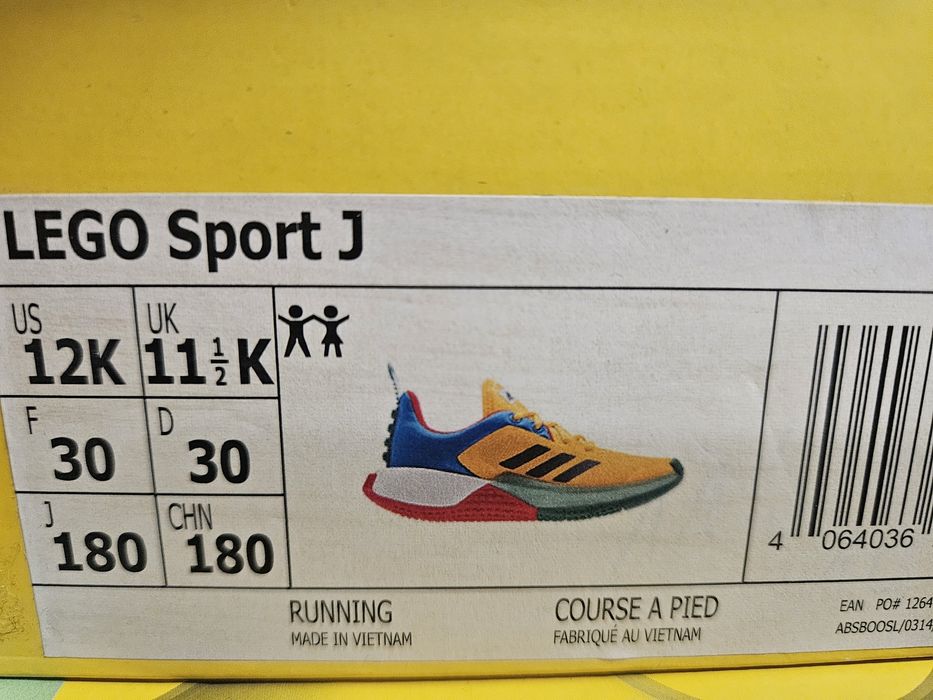 LEGO Sport J
US
12K
UK
11 1/2 K
F
30
D
30
J
180
CHN
180
4 064036
RUNNING
MADE IN VIETNAM
COURSE A PIED
FABRIQUÉ AU VIETNAM
EAN PO# 1264
ABSBOOSL/0314